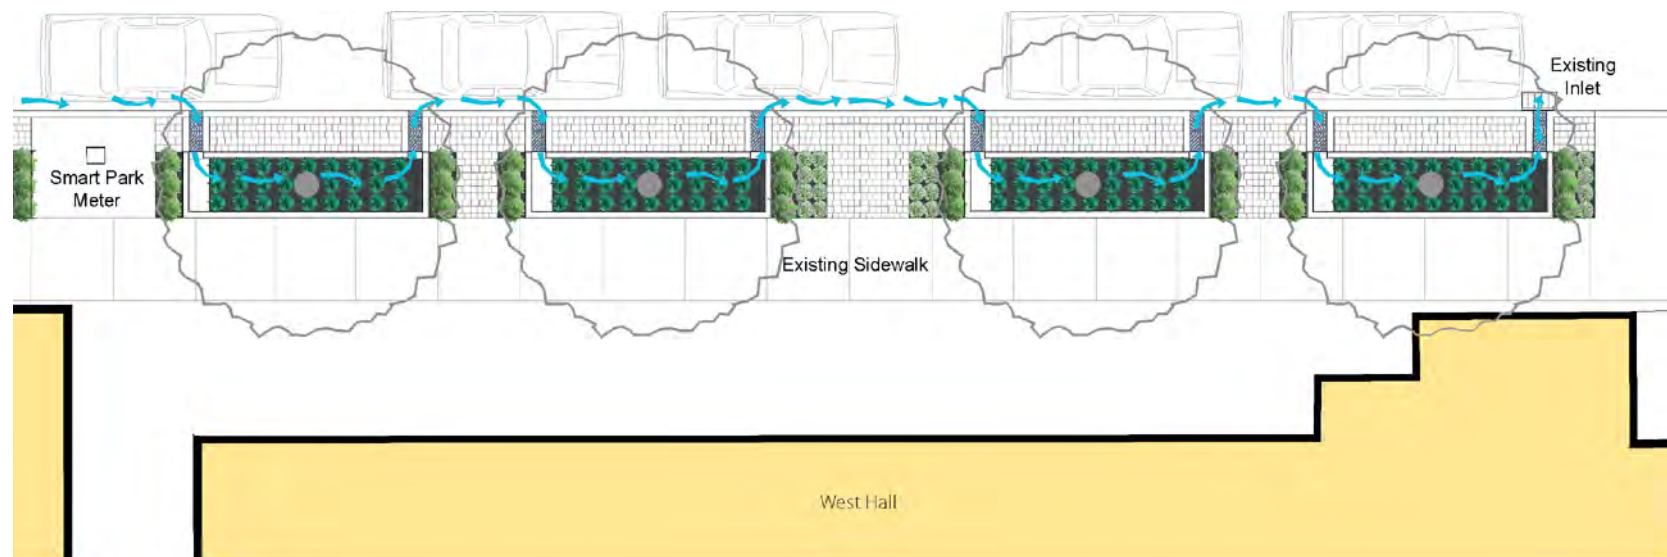 Existing
Inlet
Smart Park
Meter
Existing Sidewalk
West Hall